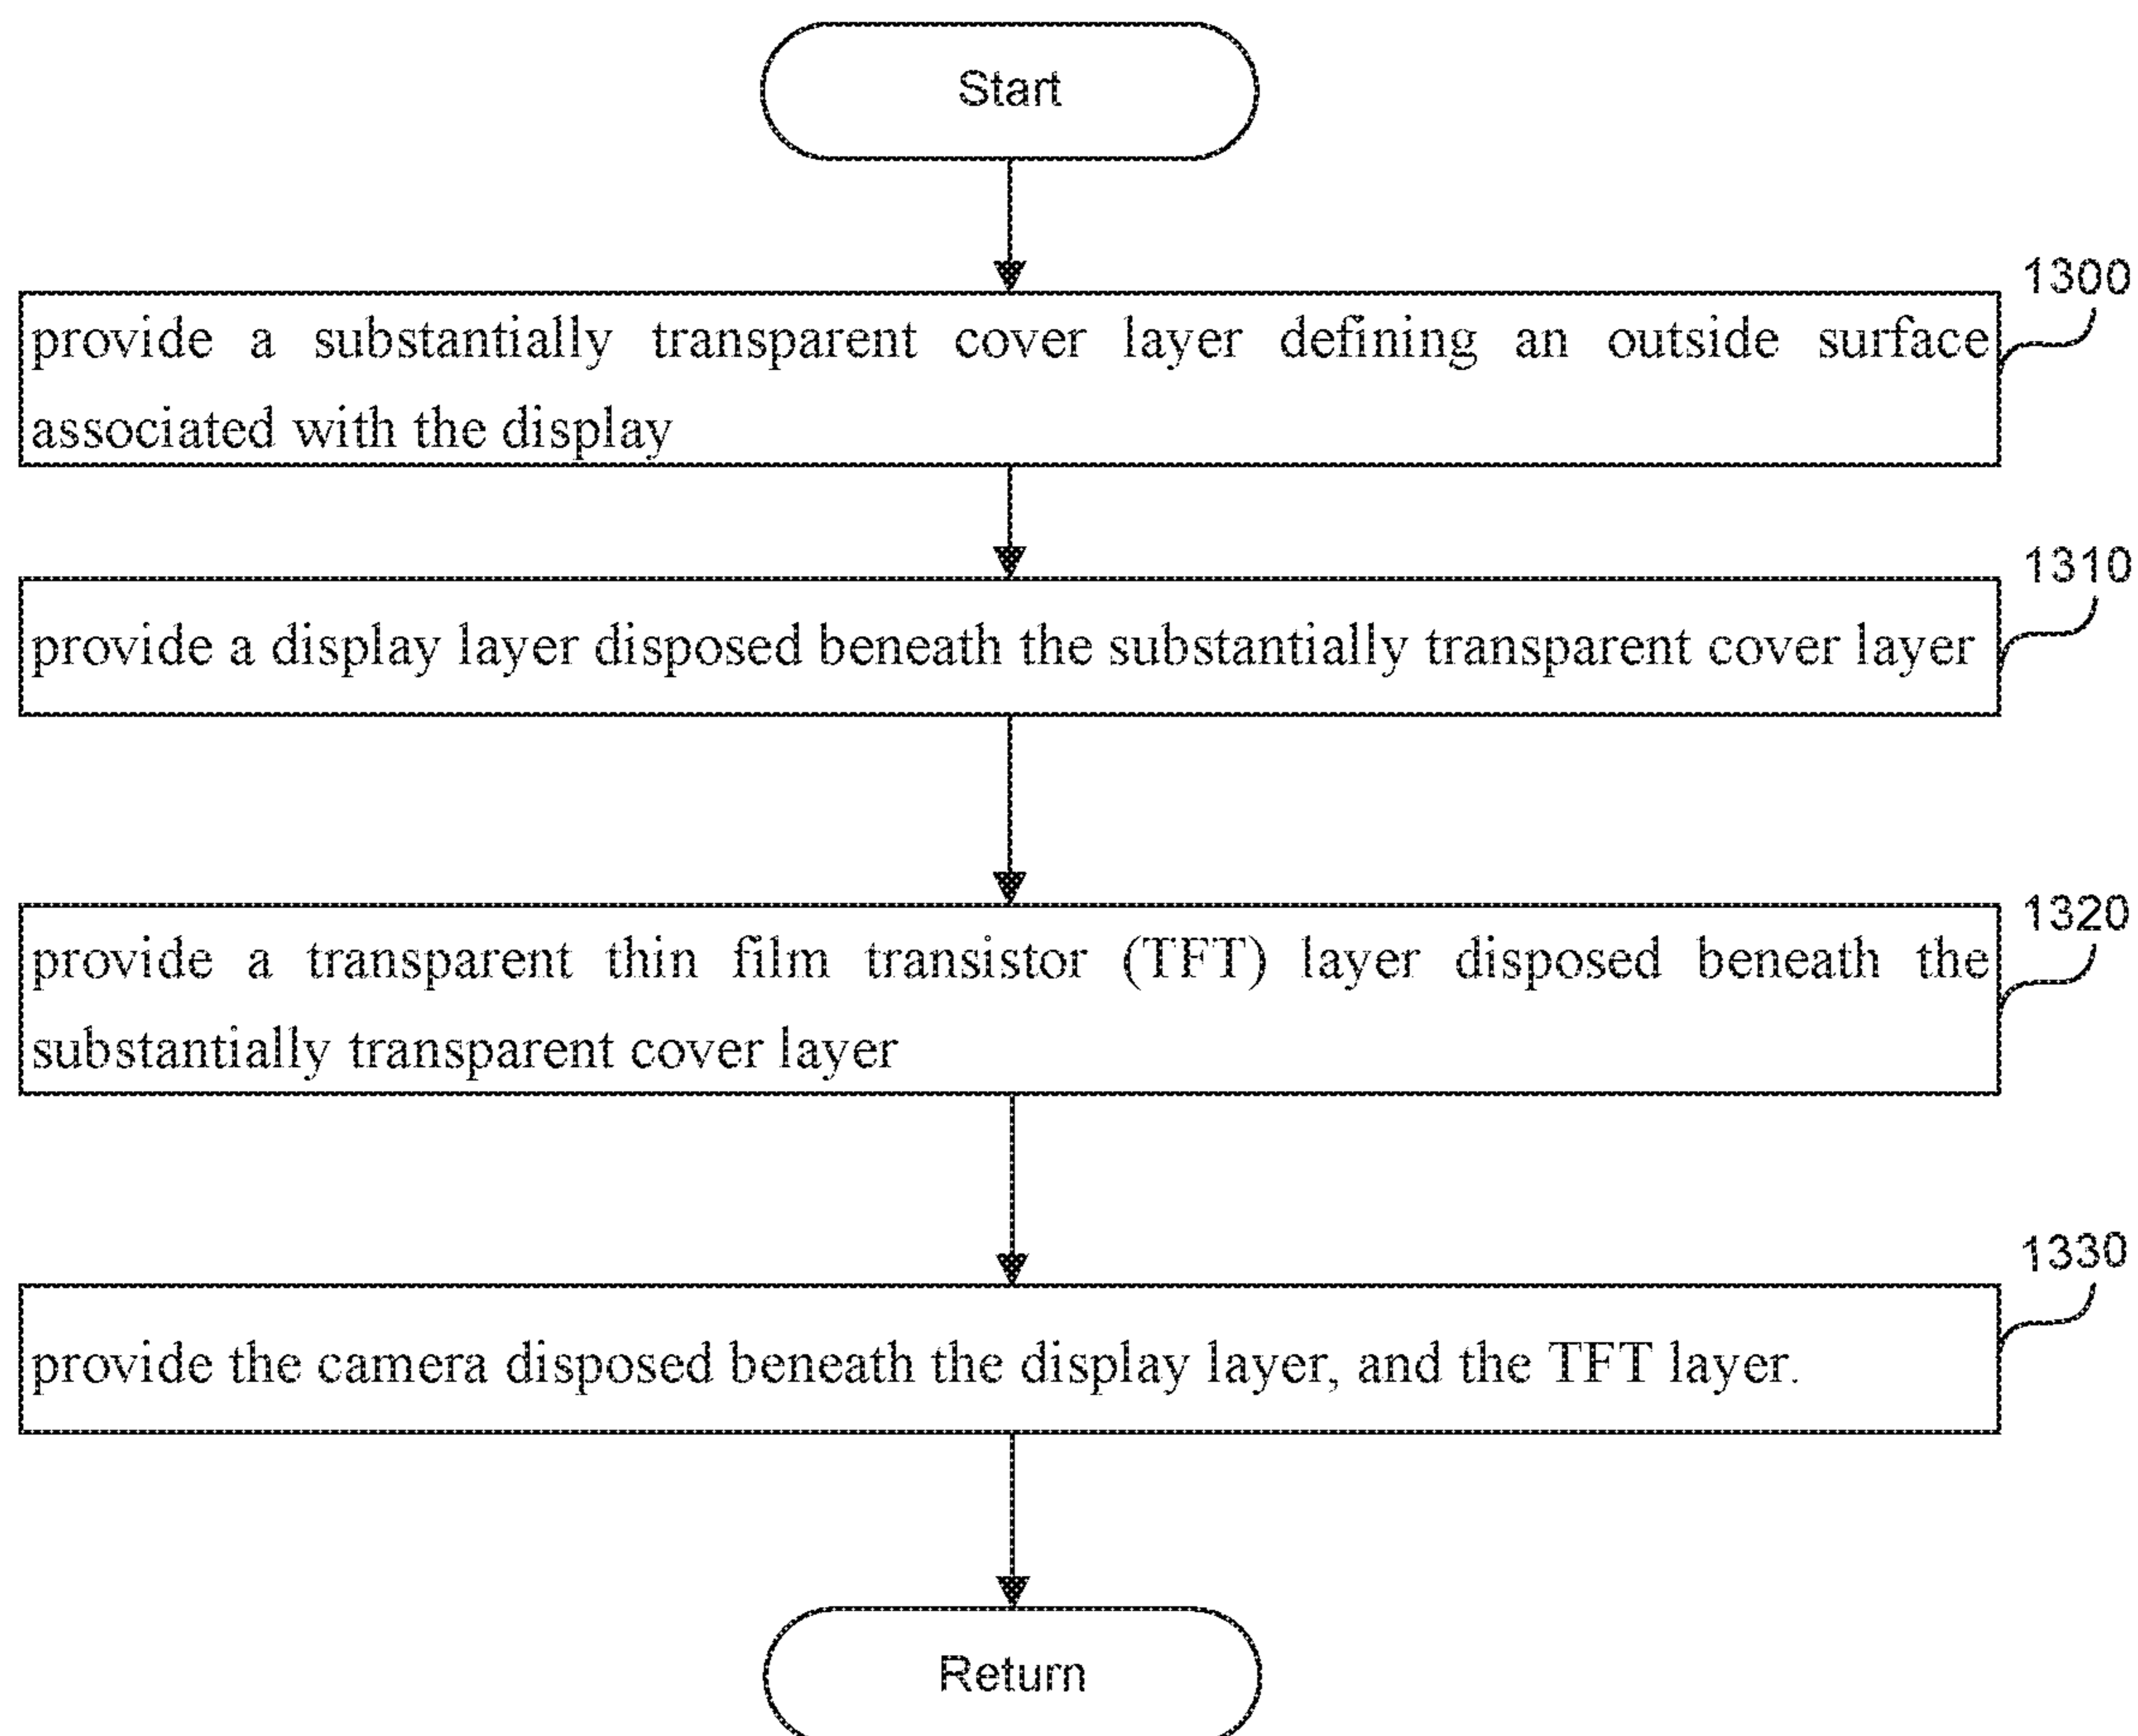 Start
1300
provide a substantially transparent cover layer defining an outside surface
associated with the display
1310
provide a display layer disposed beneath the substantially transparent cover layer
1320
provide a transparent thin film transistor (TFT) layer disposed beneath the
substantially transparent cover layer
1330
provide the camera disposed beneath the display layer, and the TFT layer.
Return